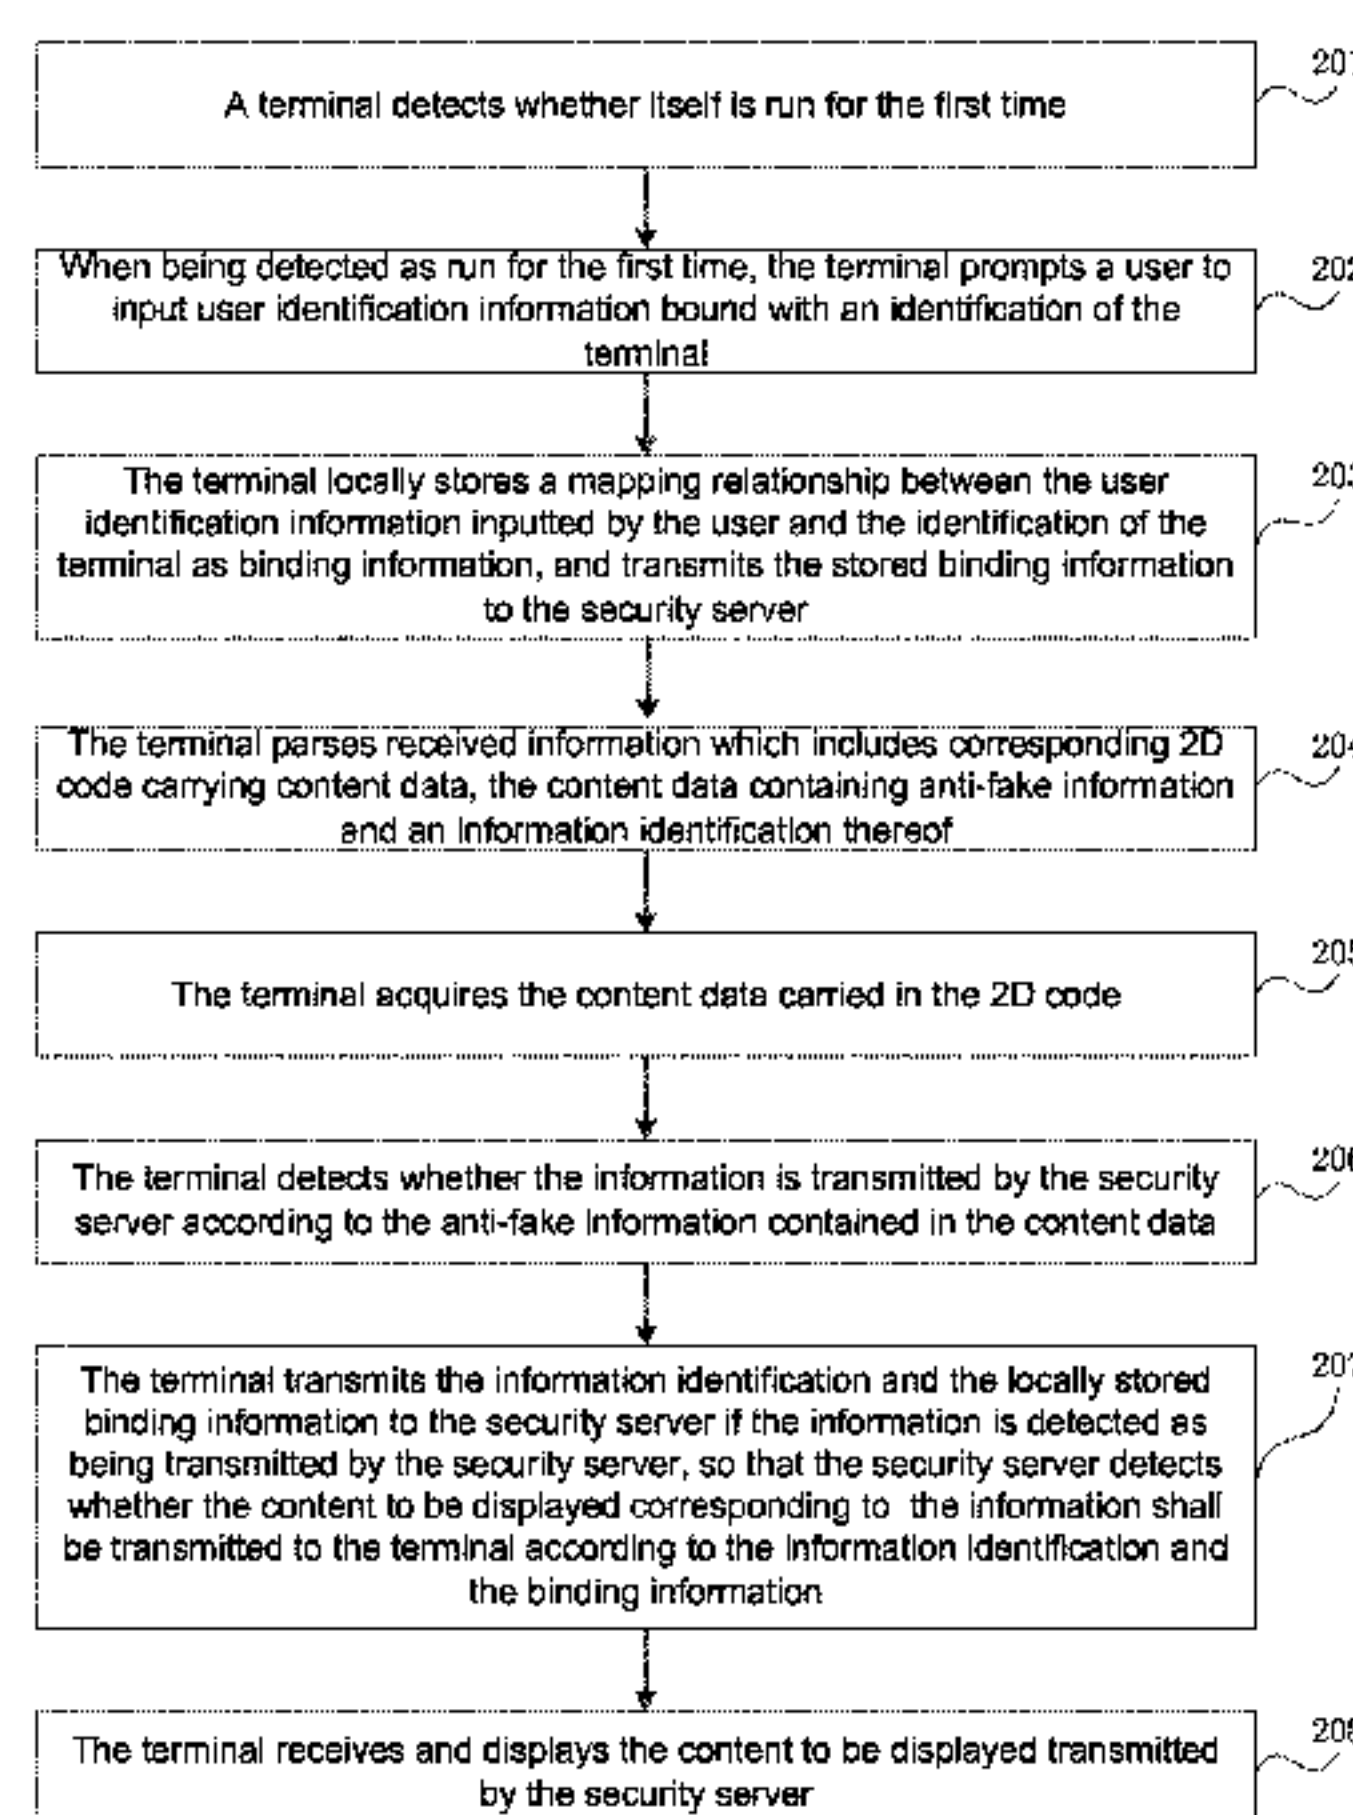 A terminal detects whether itself is run for the first time
201
When being detected as run for the first time, the terminal prompts a user to
input user identification information bound with an identification of the
terminal
202
The terminal locally stores a mapping relationship between the user
identification information inputted by the user and the identification of the
terminal as binding information, and transmits the stored binding information
to the security server
203
The terminal parses received information which includes corresponding 2D
code carrying content data, the content data containing anti-fake information
and an information identification thereof
204
The terminal acquires the content data carried in the 2D code
205
The terminal detects whether the information is transmitted by the security
server according to the anti-fake information contained in the content data
206
The terminal transmits the information identification and the locally stored
binding information to the security server if the information is detected as
being transmitted by the security server, so that the security server detects
whether the content to be displayed corresponding to the information shall
be transmitted to the terminal according to the information identification and
the binding information
207
The terminal receives and displays the content to be displayed transmitted
by the security server
208